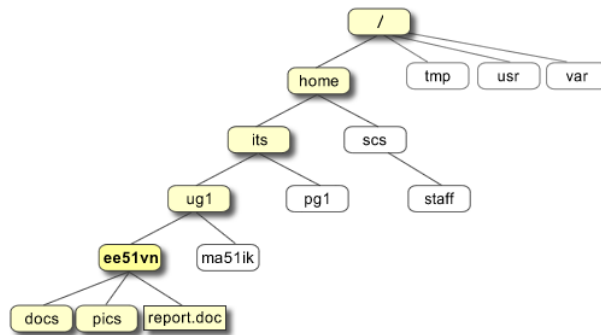 /
home
tmp
usr
var
its
scs
ug1
pg1
staff
ee51vn
ma51ik
docs
pics
report.doc